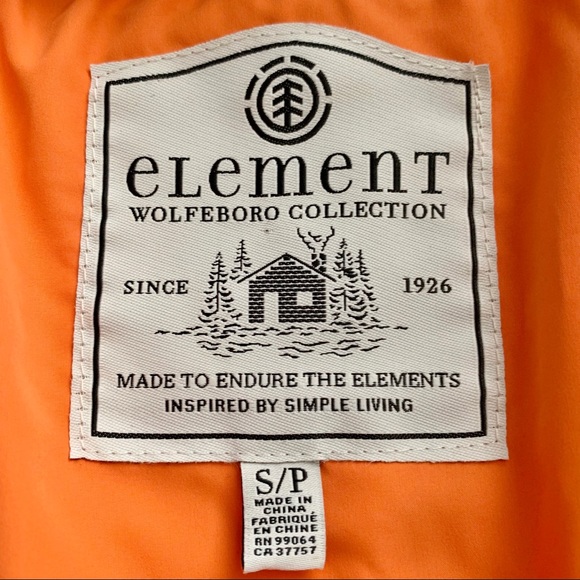 eLemenT
WOLFEBORO COLLECTION
SINCE 1926
MADE TO ENDURE THE ELEMENTS
INSPIRED BY SIMPLE LIVING
S/P
MADE IN
CHINA
FABRIQUÉ
EN CHINE
RN 99064
CA 37757